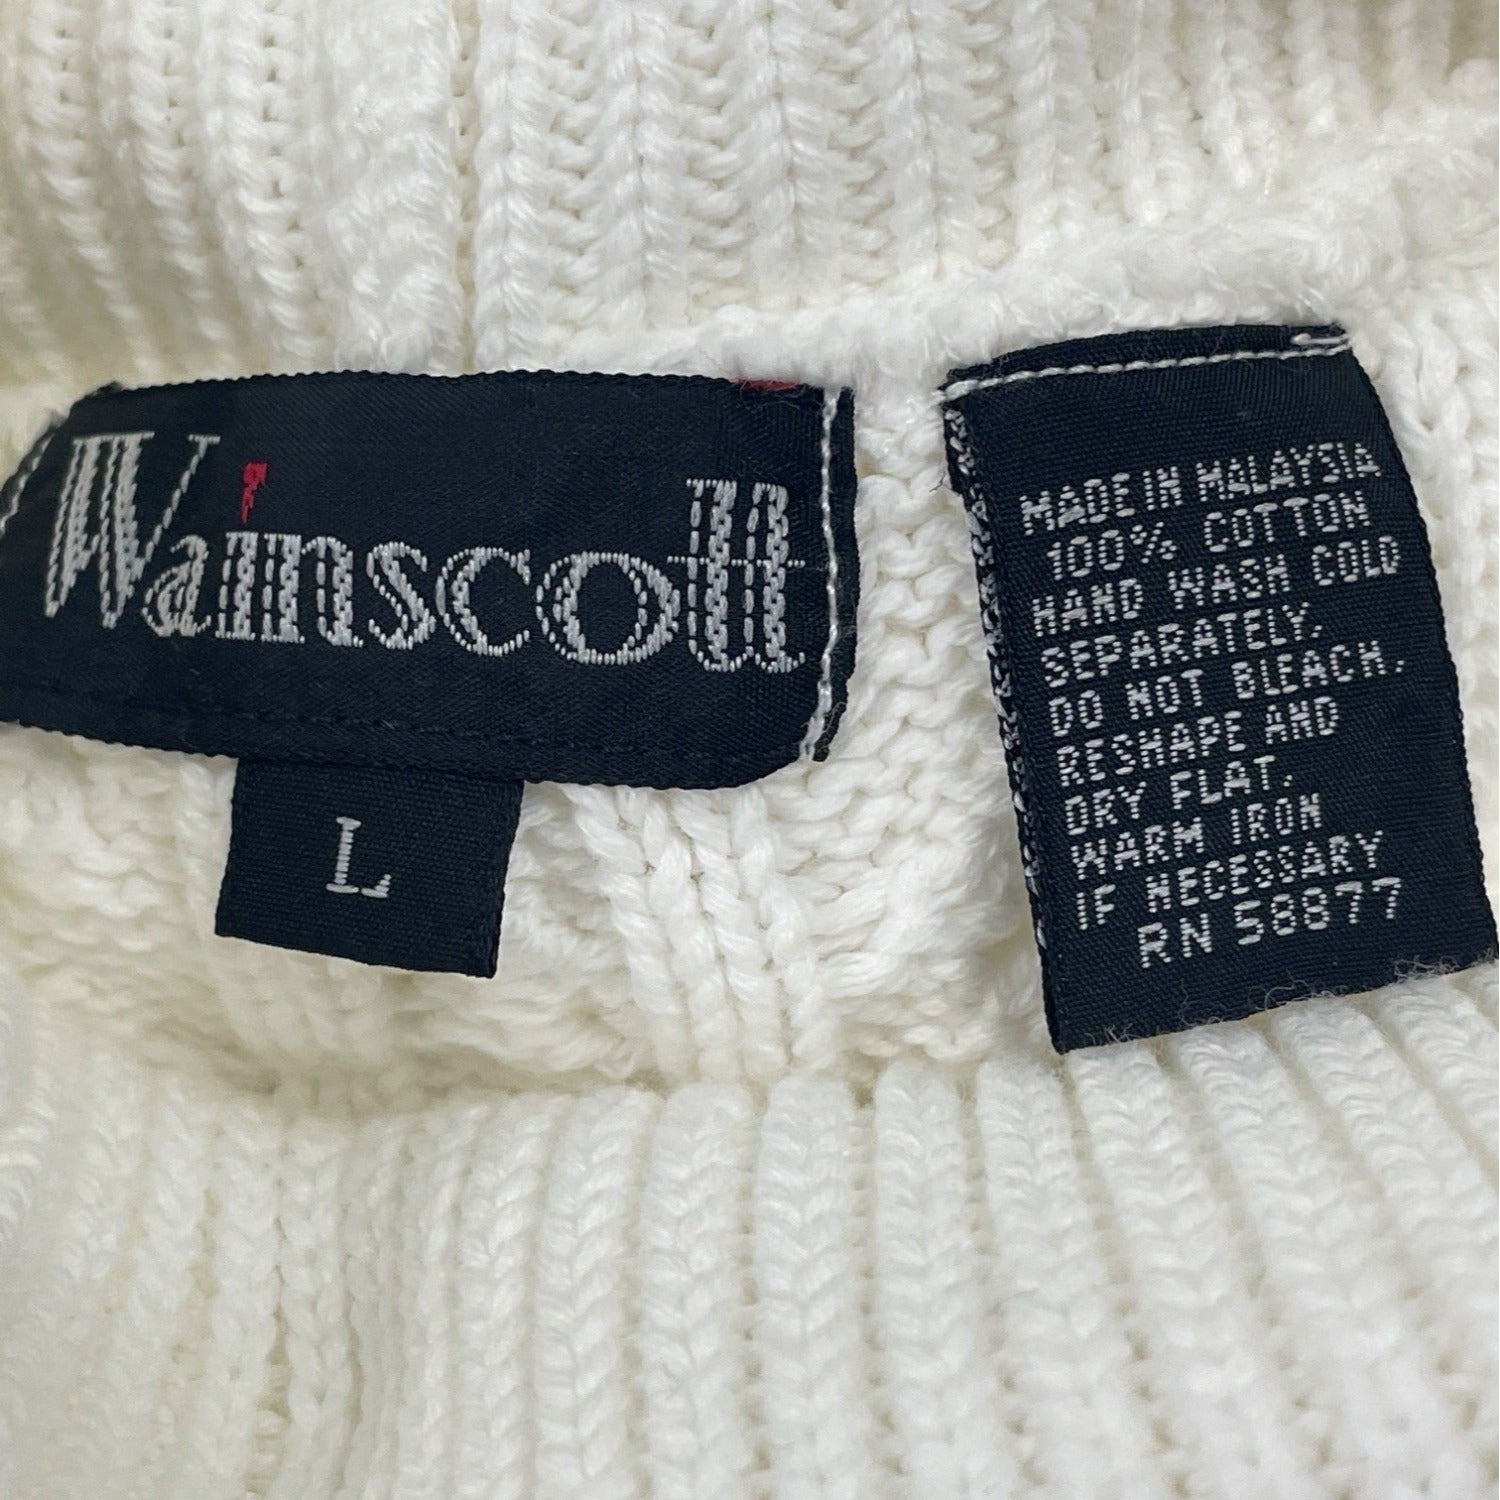 Wainscott
L
MADE IN MALAYSIA
100% COTTON
HAND WASH COLD
SEPARATELY.
DO NOT BLEACH.
RESHAPE AND
DRY FLAT.
WARM IRON
IF NECESSARY
RN 58877